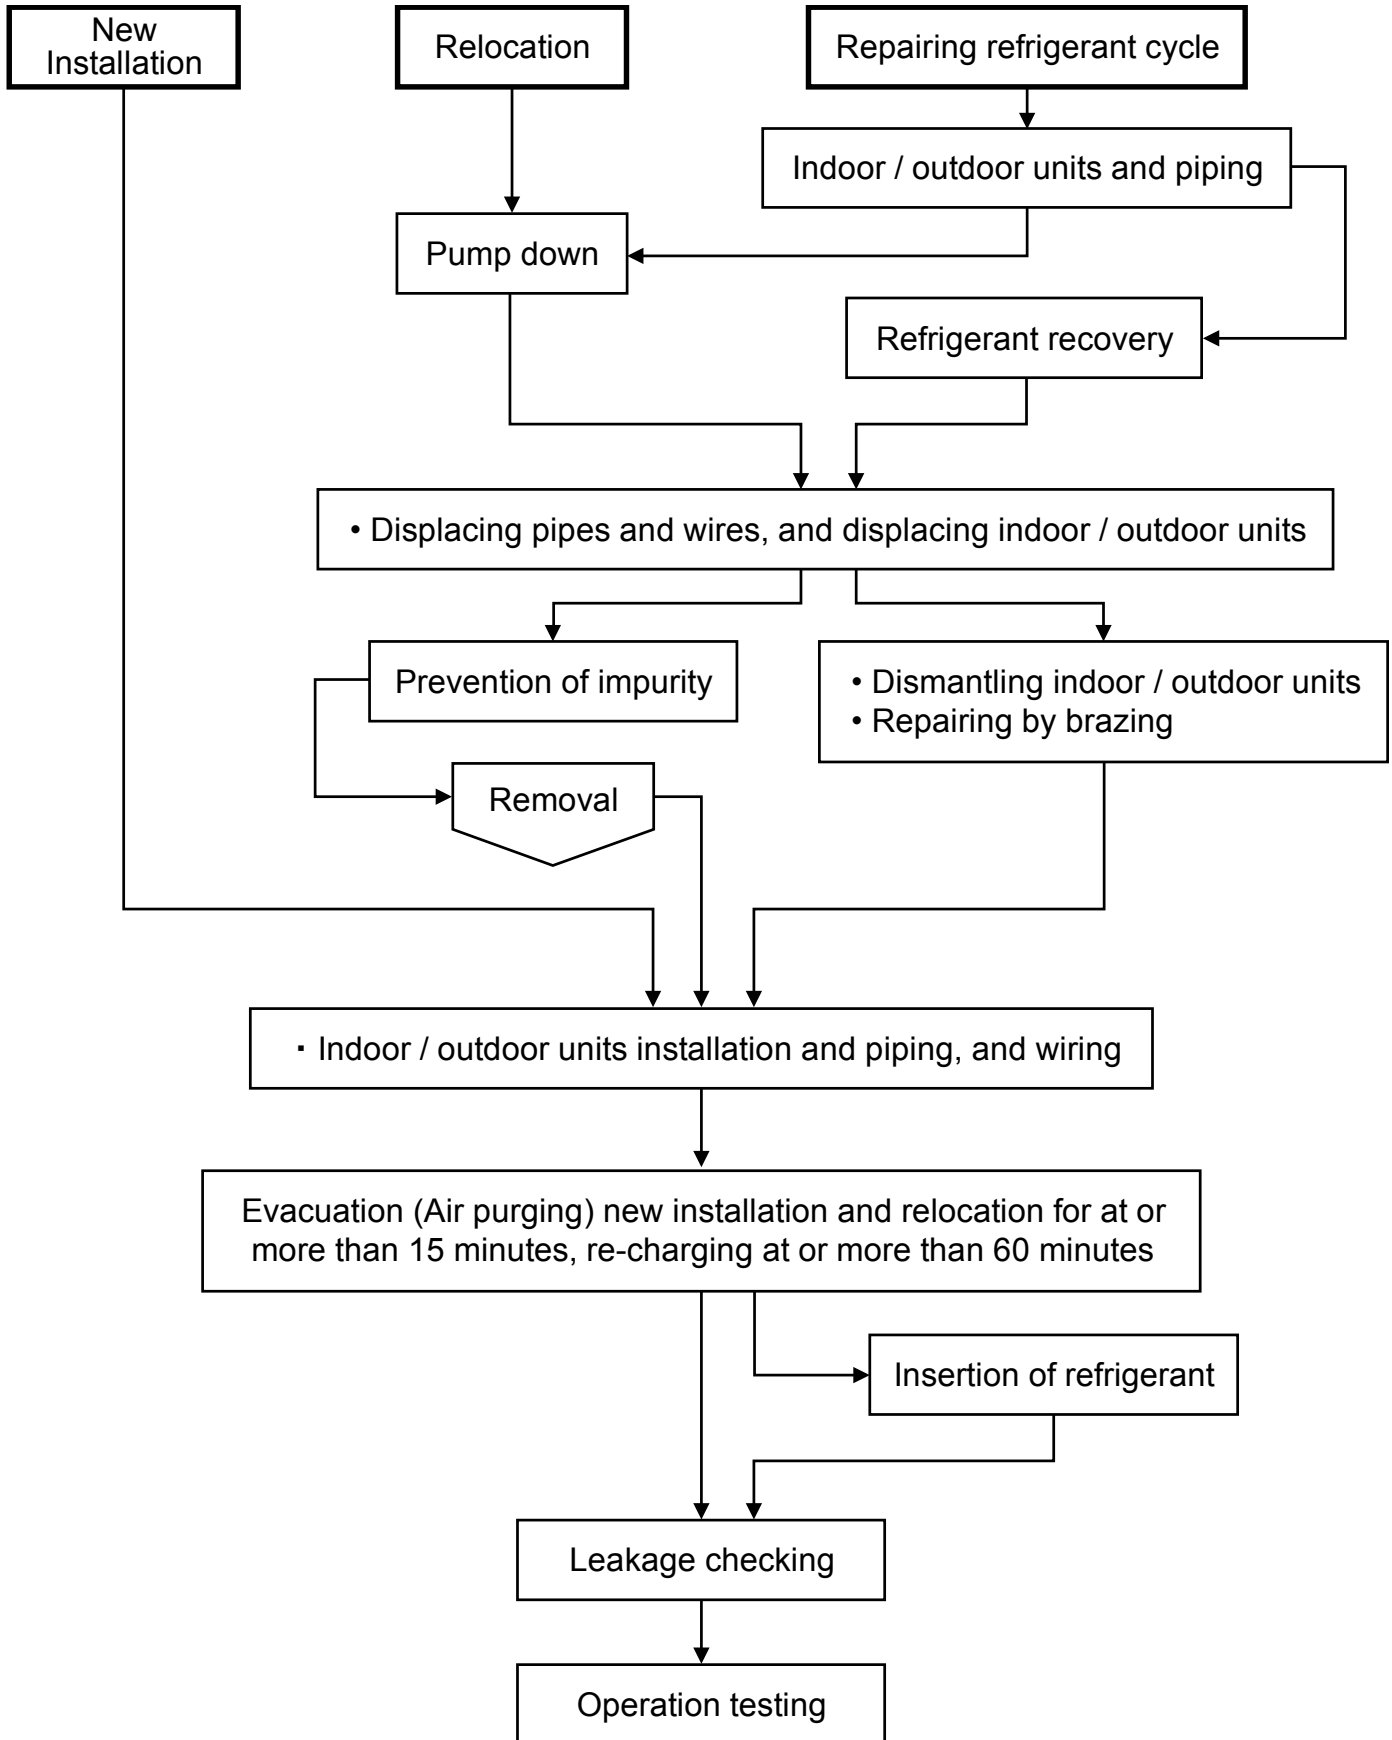 New
Installation
Relocation
Repairing refrigerant cycle
Indoor / outdoor units and piping
Pump down
Refrigerant recovery
• Displacing pipes and wires, and displacing indoor / outdoor units
Prevention of impurity
• Dismantling indoor / outdoor units
• Repairing by brazing
Removal
· Indoor / outdoor units installation and piping, and wiring
Evacuation (Air purging) new installation and relocation for at or
more than 15 minutes, re-charging at or more than 60 minutes
Insertion of refrigerant
Leakage checking
Operation testing